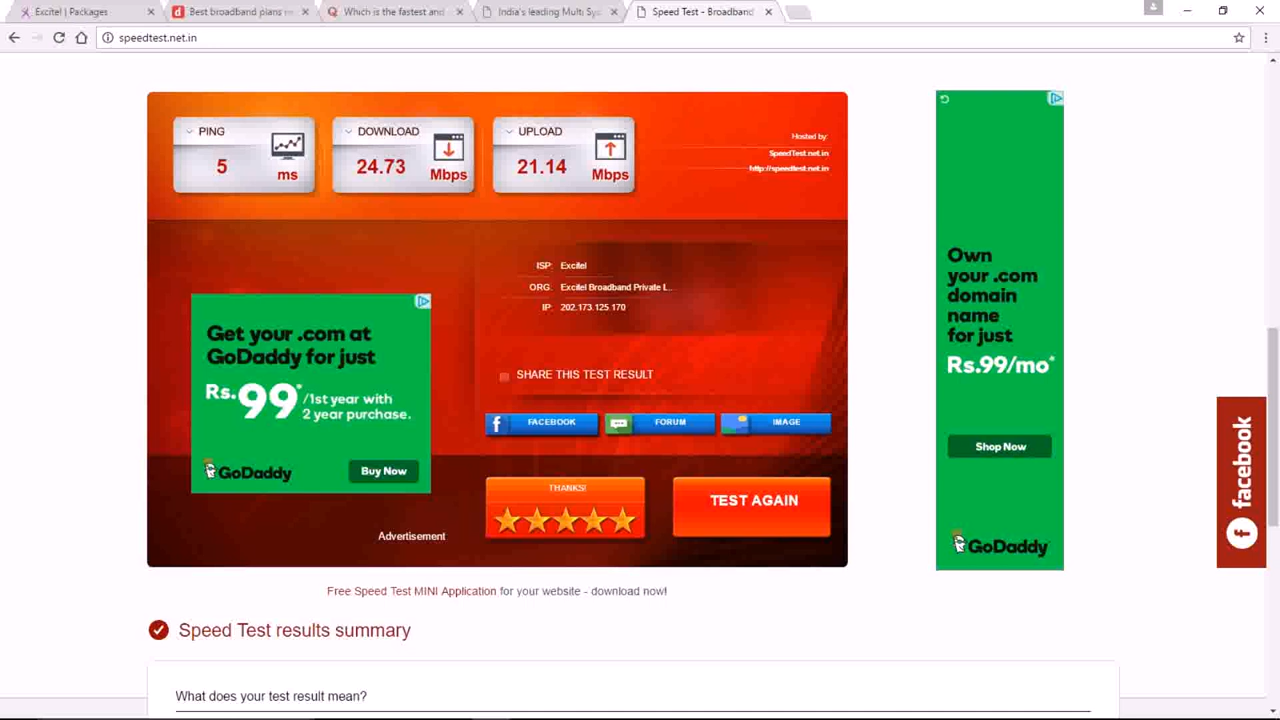 Excitel | Packages
Best broadband plans in
Which is the fastest and
India's leading Multi Sys
Speed Test - Broadband
speedtest.net.in
PING
5
ms
DOWNLOAD
24.73
Mbps
UPLOAD
21.14
Mbps
Hosted by:
SpeedTest.net.in
http://speedtest.net.in
ISP: Excitel
ORG: Excitel Broadband Private I...
IP: 202.173.125.170
SHARE THIS TEST RESULT
FACEBOOK
FORUM
IMAGE
THANKS!
TEST AGAIN
Get your .com at
GoDaddy for just
Rs.99*
/1st year with
2 year purchase.
GoDaddy
Buy Now
Advertisement
Own
your .com
domain
name
for just
Rs.99/mo*
Shop Now
GoDaddy
facebook
Free Speed Test MINI Application for your website - download now!
Speed Test results summary
What does your test result mean?